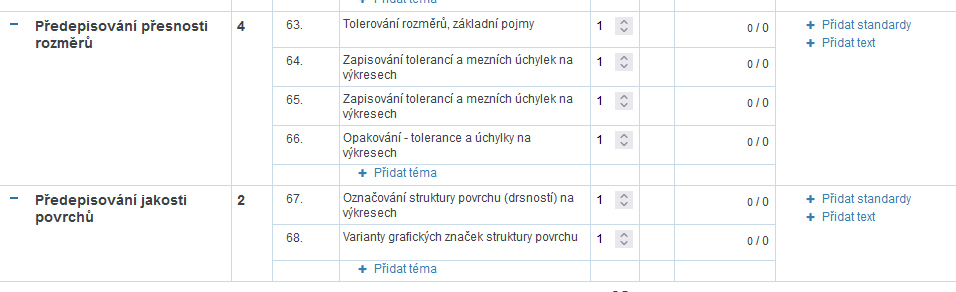 Předepisování přesnosti
rozměrů
4
63. Tolerování rozměrů, základní pojmy 1 0 / 0
64. Zapisování tolerancí a mezních úchylek na
výkresech
1 0 / 0
65. Zapisování tolerancí a mezních úchylek na
výkresech
1 0 / 0
66. Opakování - tolerance a úchylky na
výkresech
1 0 / 0
+ Přidat téma
+ Přidat standardy
+ Přidat text
Předepisování jakosti
povrchů
2
67. Označování struktury povrchu (drsností) na
výkresech
1 0 / 0
68. Varianty grafických značek struktury povrchu 1 0 / 0
+ Přidat téma
+ Přidat standardy
+ Přidat text